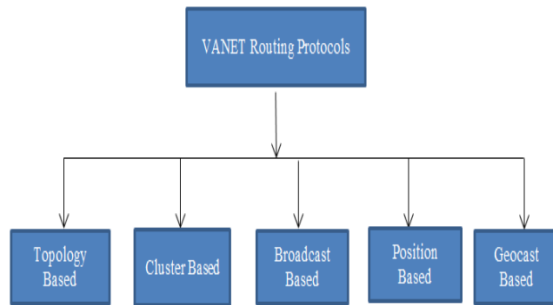 VANET Routing Protocols
Topology
Based
Cluster Based
Broadcast
Based
Position
Based
Geocast
Based